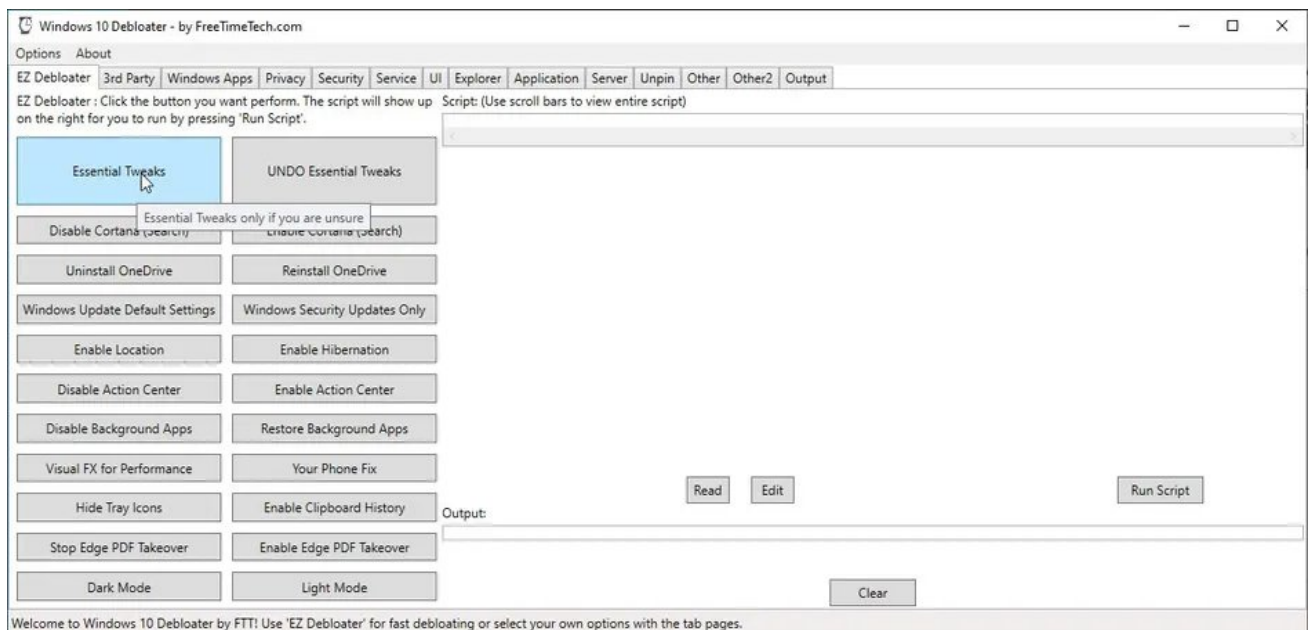 Windows 10 Debloater - by FreeTimeTech.com
Options About
EZ Debloater 3rd Party Windows Apps Privacy Security Service UI Explorer Application Server Unpin Other Other2 Output
EZ Debloater : Click the button you want perform. The script will show up
on the right for you to run by pressing 'Run Script'.
Script: (Use scroll bars to view entire script)
Essential Tweaks UNDO Essential Tweaks
Essential Tweaks only if you are unsure
Disable Cortana (Search) Enable Cortana (Search)
Uninstall OneDrive Reinstall OneDrive
Windows Update Default Settings Windows Security Updates Only
Enable Location Enable Hibernation
Disable Action Center Enable Action Center
Disable Background Apps Restore Background Apps
Visual FX for Performance Your Phone Fix
Hide Tray Icons Enable Clipboard History
Stop Edge PDF Takeover Enable Edge PDF Takeover
Dark Mode Light Mode
Read Edit Run Script
Output:
Clear
Welcome to Windows 10 Debloater by FTT! Use 'EZ Debloater' for fast debloating or select your own options with the tab pages.